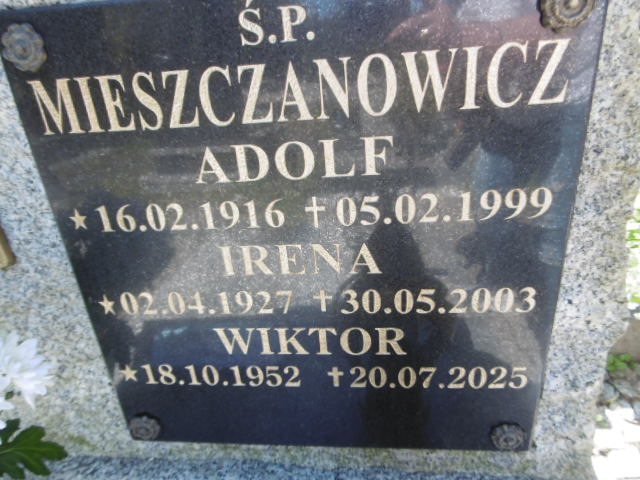 Ś.P.
MIESZCZANOWICZ
ADOLF
★16.02.1916 ✝05.02.1999
IRENA
★02.04.1927 ✝30.05.2003
WIKTOR
★18.10.1952 ✝20.07.2025